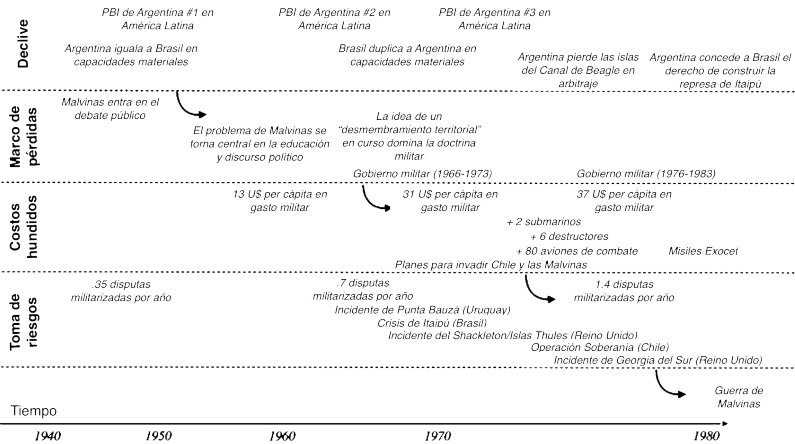 Declive
PBI de Argentina #1 en
América Latina
PBI de Argentina #2 en
América Latina
PBI de Argentina #3 en
América Latina
Argentina iguala a Brasil en
capacidades materiales
Brasil duplica a Argentina en
capacidades materiales
Argentina pierde las islas
del Canal de Beagle en
arbitraje
Argentina concede a Brasil el
derecho de construir la
represa de Itaipú
Marco de
pérdidas
Malvinas entra en el
debate público
El problema de Malvinas se
torna central en la educación
y discurso político
La idea de un
“desmembramiento territorial”
en curso domina la doctrina
militar
Gobierno militar (1966-1973)
Gobierno militar (1976-1983)
Costos
hundidos
13 U$ per cápita en
gasto militar
31 U$ per cápita en
gasto militar
37 U$ per cápita en
gasto militar
+ 2 submarinos
+ 6 destructores
+ 80 aviones de combate
Misiles Exocet
Planes para invadir Chile y las Malvinas
Toma de
riesgos
.35 disputas
militarizadas por año
.7 disputas
militarizadas por año
1.4 disputas
militarizadas por año
Incidente de Punta Bauzá (Uruguay)
Crisis de Itaipú (Brasil)
Incidente del Shackleton/Islas Thules (Reino Unido)
Operación Soberanía (Chile)
Incidente de Georgia del Sur (Reino Unido)
Guerra de
Malvinas
Tiempo
1940
1950
1960
1970
1980